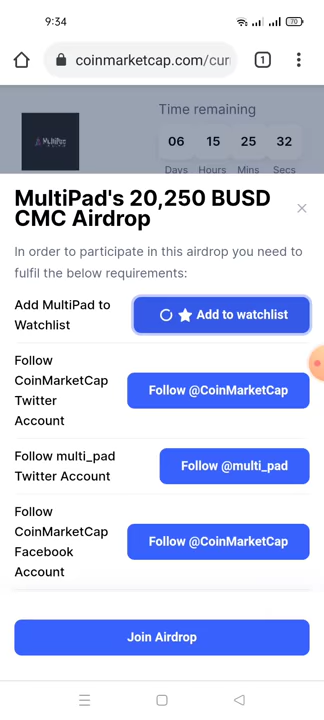 9:34
70
coinmarketcap.com/curr
1
MultiPad
Time remaining
06
15
25
32
Days
Hours
Mins
Secs
MultiPad's 20,250 BUSD
CMC Airdrop
In order to participate in this airdrop you need to
fulfil the below requirements:
Add MultiPad to
Watchlist
Add to watchlist
Follow
CoinMarketCap
Twitter
Account
Follow @CoinMarketCap
Follow multi_pad
Twitter Account
Follow @multi_pad
Follow
CoinMarketCap
Facebook
Account
Follow @CoinMarketCap
Join Airdrop